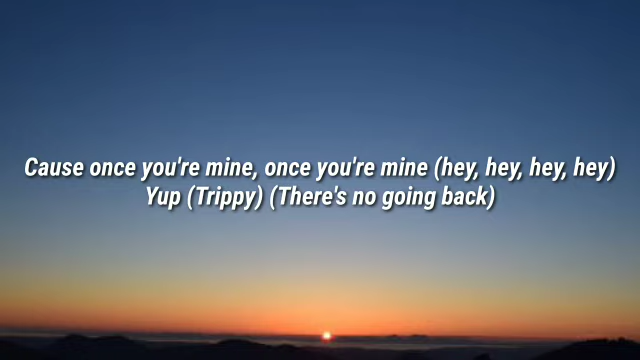 Cause once you're mine, once you're mine (hey, hey, hey, hey)
Yup (Trippy) (There's no going back)